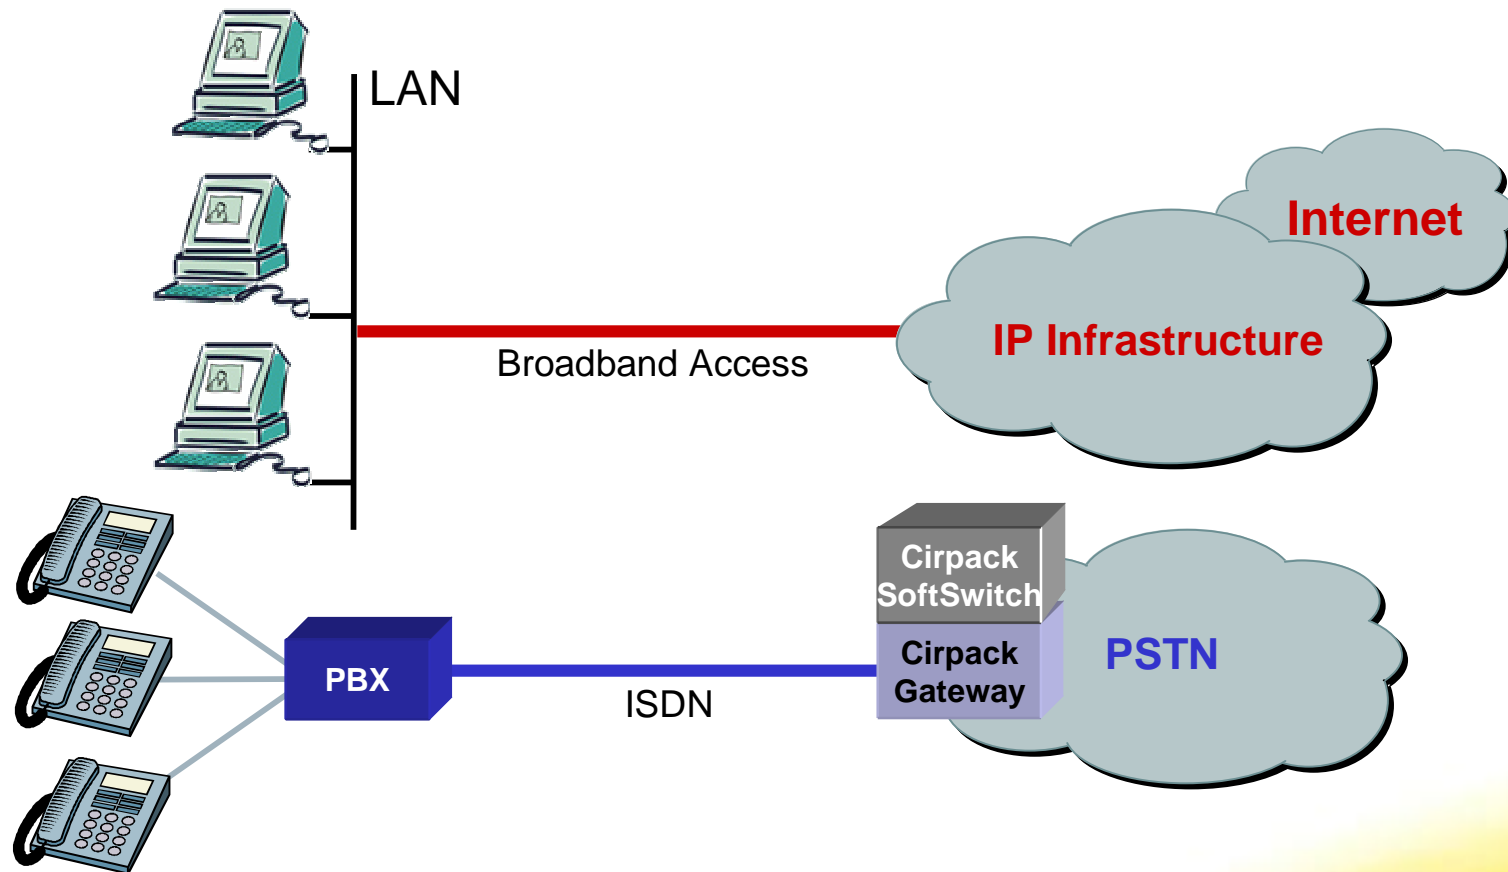 LAN
Internet
IP Infrastructure
Broadband Access
Cirpack
SoftSwitch
Cirpack
Gateway
PSTN
PBX
ISDN